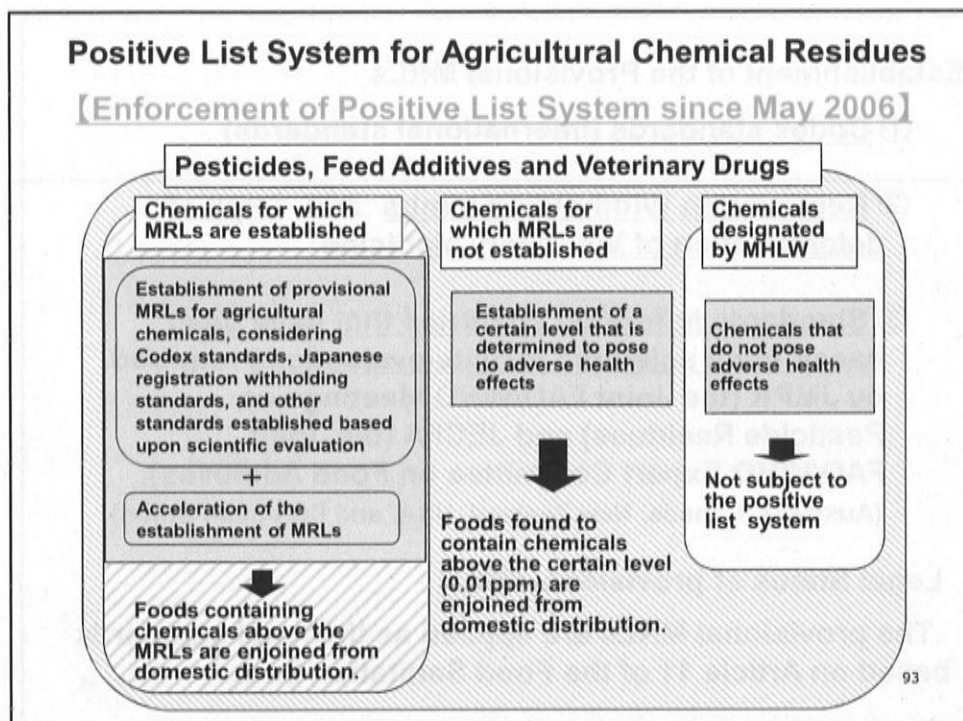 Positive List System for Agricultural Chemical Residues
【Enforcement of Positive List System since May 2006】
Pesticides, Feed Additives and Veterinary Drugs
Chemicals for which
MRLs are established
Establishment of provisional
MRLs for agricultural
chemicals, considering
Codex standards, Japanese
registration withholding
standards, and other
standards established based
upon scientific evaluation
+
Acceleration of the
establishment of MRLs
Foods containing
chemicals above the
MRLs are enjoined from
domestic distribution.
Chemicals for
which MRLs are
not established
Establishment of a
certain level that is
determined to pose
no adverse health
effects
Foods found to
contain chemicals
above the certain level
(0.01ppm) are
enjoined from
domestic distribution.
Chemicals
designated
by MHLW
Chemicals that
do not pose
adverse health
effects
Not subject to
the positive
list system
93